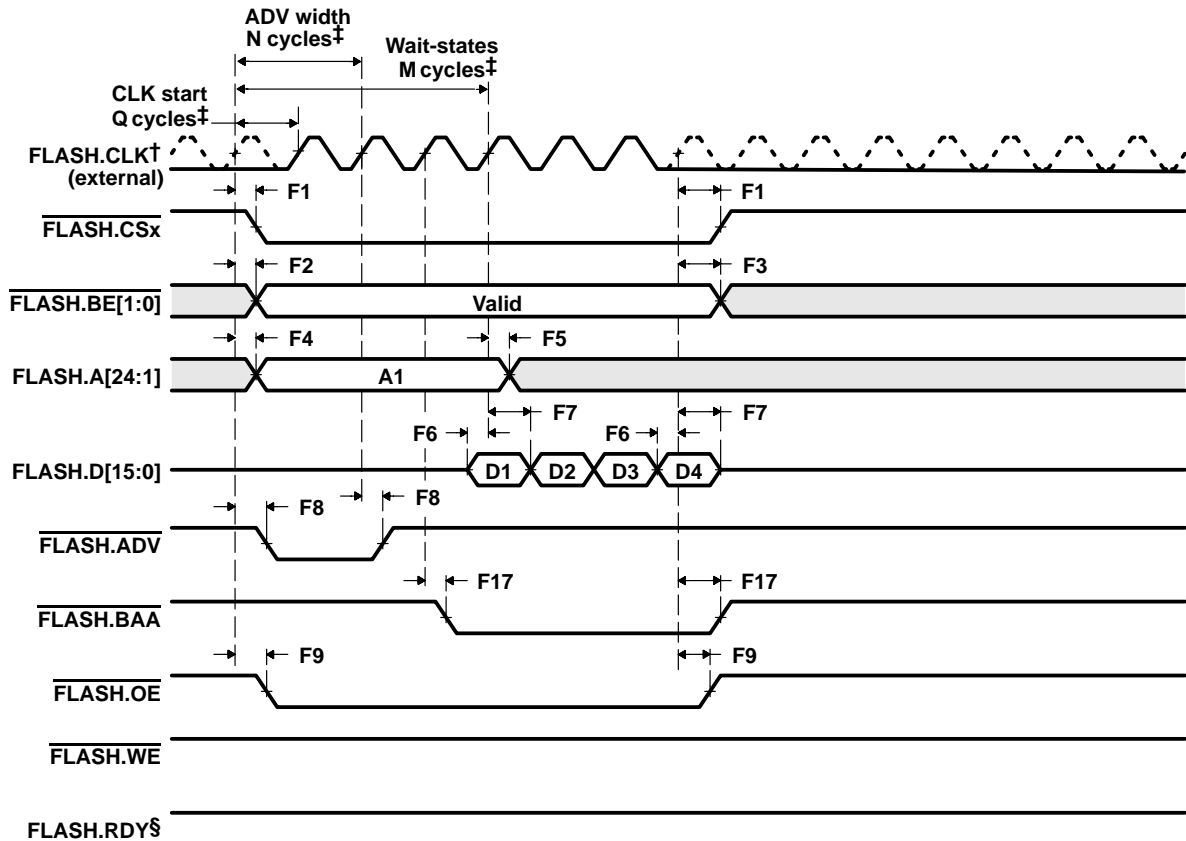 ADV width
N cycles‡
Wait-states
M cycles‡
CLK start
Q cycles‡
FLASH.CLK†
(external)
F1
F1
FLASH.CSx
F2
F3
FLASH.BE[1:0]
Valid
F4
F5
FLASH.A[24:1]
A1
F7
F7
F6
F6
FLASH.D[15:0]
D1
D2
D3
D4
F8
F8
FLASH.ADV
F17
F17
FLASH.BAA
F9
F9
FLASH.OE
FLASH.WE
FLASH.RDY§